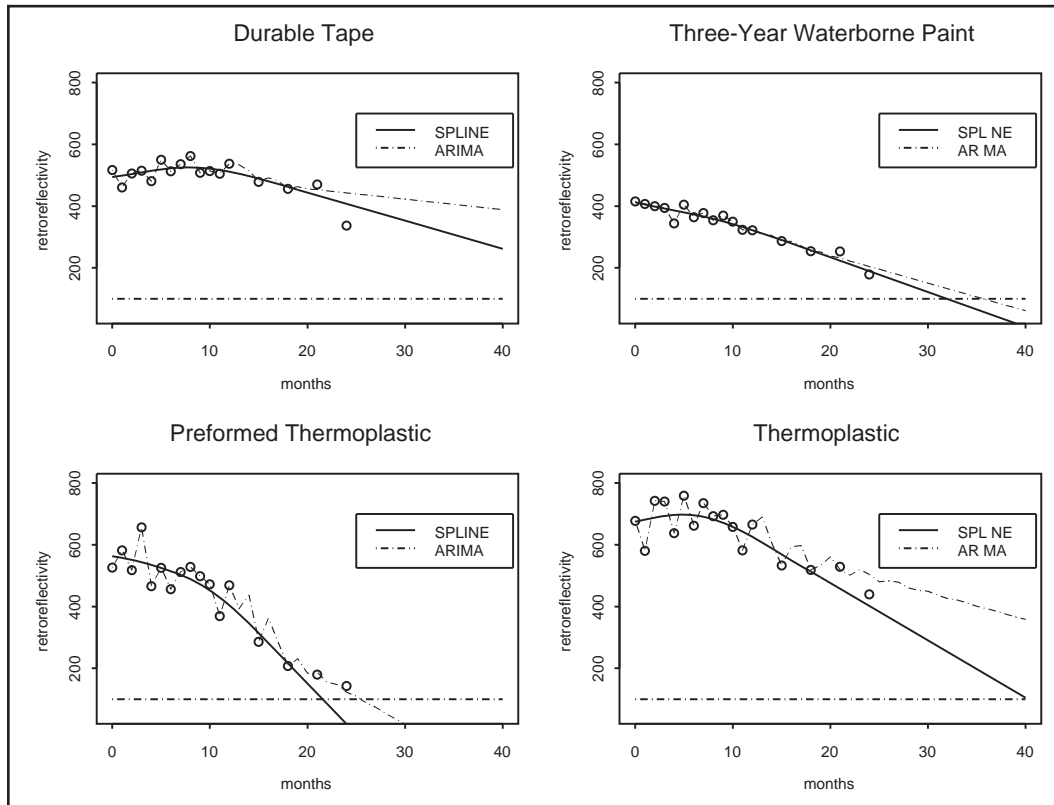 Durable Tape
Three-Year Waterborne Paint
retroreflectivity
200 400 600 800
SPLINE
ARIMA
0 10 20 30 40
months
retroreflectivity
200 400 600 800
SPL NE
AR MA
0 10 20 30 40
months
Preformed Thermoplastic
Thermoplastic
retroreflectivity
200 400 600 800
SPLINE
ARIMA
0 10 20 30 40
months
retroreflectivity
200 400 600 800
SPL NE
AR MA
0 10 20 30 40
months